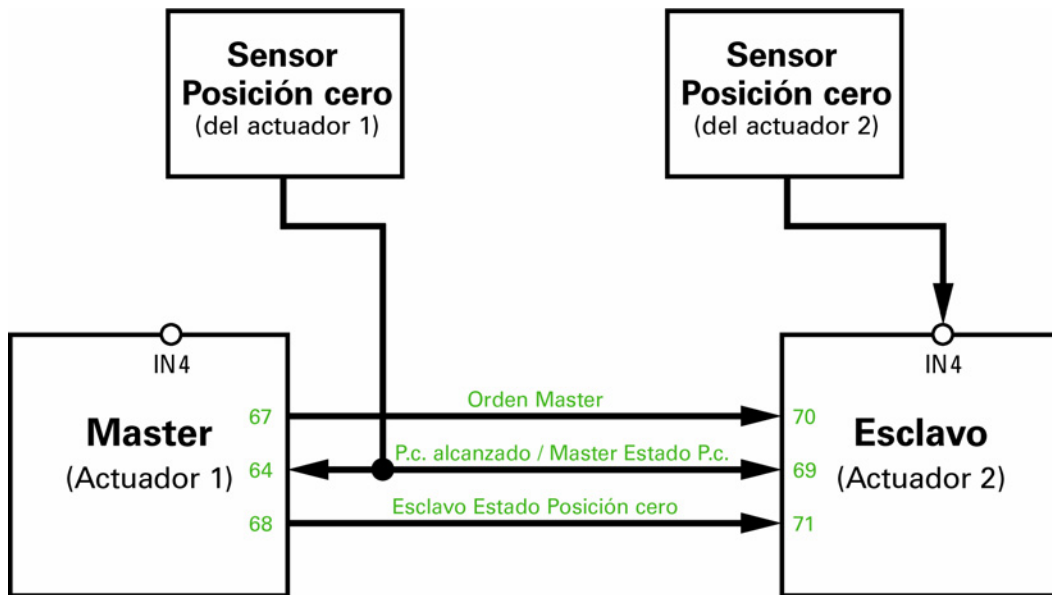 Sensor
Posición cero
(del actuador 1)
Sensor
Posición cero
(del actuador 2)
IN4
IN4
67
Orden Master
70
Master
(Actuador 1)
64
P.c. alcanzado / Master Estado P.c.
69
Esclavo
(Actuador 2)
68
Esclavo Estado Posición cero
71